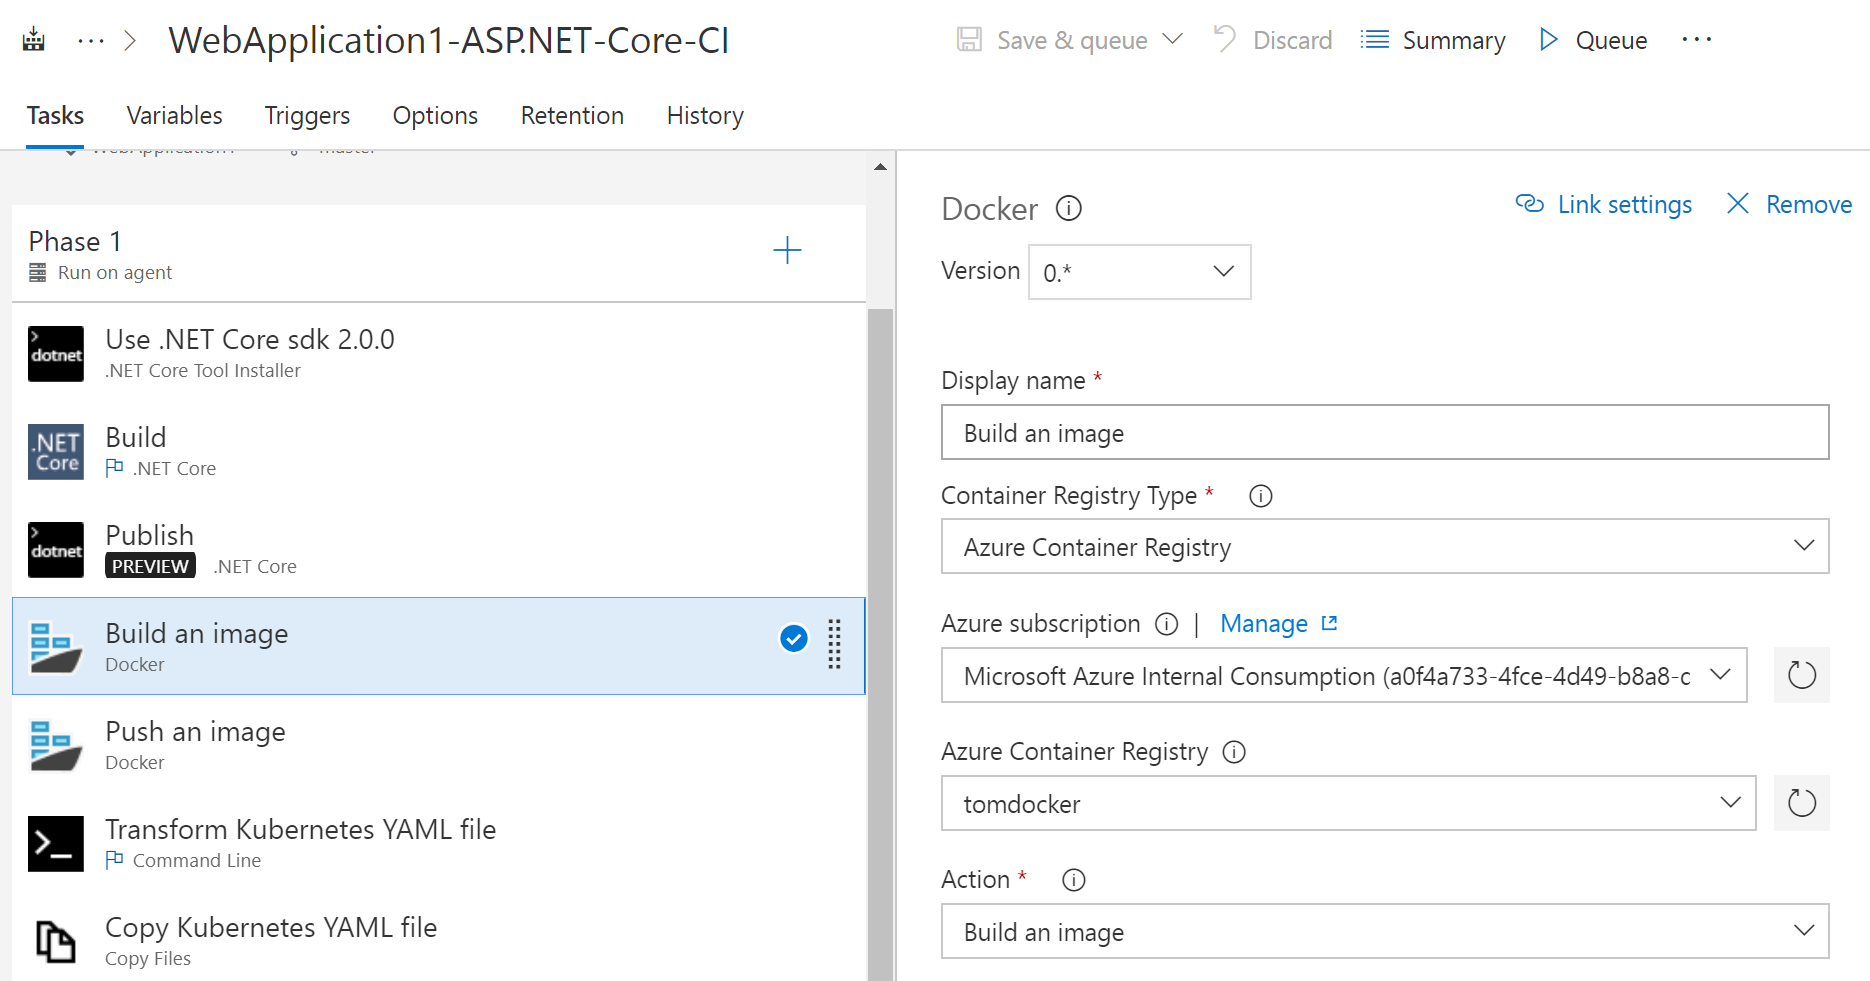 WebApplication1-ASP.NET-Core-CI
Save & queue
Discard
Summary
Queue
Tasks
Variables
Triggers
Options
Retention
History
Phase 1
Run on agent
dotnet
Use .NET Core sdk 2.0.0
.NET Core Tool Installer
.NET
Core
Build
.NET Core
dotnet
Publish
PREVIEW .NET Core
Build an image
Docker
Push an image
Docker
Transform Kubernetes YAML file
Command Line
Copy Kubernetes YAML file
Copy Files
Docker
Link settings
Remove
Version 0.*
Display name *
Build an image
Container Registry Type *
Azure Container Registry
Azure subscription | Manage
Microsoft Azure Internal Consumption (a0f4a733-4fce-4d49-b8a8-c
Azure Container Registry
tomdocker
Action *
Build an image